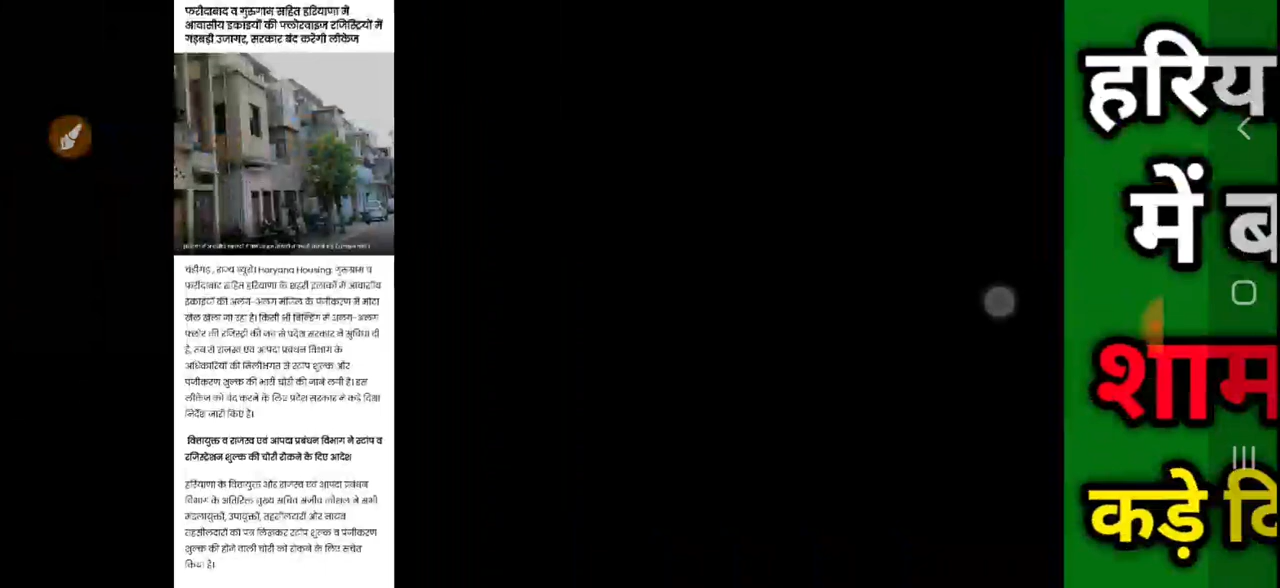 फरीदाबाद व गुरुग्राम सहित हरियाणा में
आवासीय इकाइयों की फ्लोरवाइज रजिस्ट्रियों में
गड़बड़ी उजागर, सरकार बंद करेगी लीकेज
चंडीगढ़, राज्य ब्यूरो। Haryana Housing: गुरुग्राम व
फरीदाबाद सहित हरियाणा के शहरी इलाकों में आवासीय
इकाइयों की अलग-अलग मंजिल के पंजीकरण में मोटा
खेल खेला जा रहा है। किसी भी बिल्डिंग में अलग-अलग
फ्लोर की रजिस्ट्री की जब से प्रदेश सरकार ने सुविधा दी
है, तब से राजस्व एवं आपदा प्रबंधन विभाग के
अधिकारियों की मिलीभगत से स्टांप शुल्क और
पंजीकरण शुल्क की भारी चोरी की जाने लगी है। इस
लीकेज को बंद करने के लिए प्रदेश सरकार ने कड़े दिशा
निर्देश जारी किए हैं।
वित्तायुक्त व राजस्व एवं आपदा प्रबंधन विभाग ने स्टांप व
रजिस्ट्रेशन शुल्क की चोरी रोकने के दिए आदेश
हरियाणा के वित्तायुक्त और राजस्व एवं आपदा प्रबंधन
विभाग के अतिरिक्त मुख्य सचिव संजीव कौशल ने सभी
मंडलायुक्तों, उपायुक्तों, तहसीलदारों और नायब
तहसीलदारों को पत्र लिखकर स्टांप शुल्क व पंजीकरण
शुल्क की होने वाली चोरी को रोकने के लिए सचेत
किया है।
हरिय
में ब
शाम
कड़े दि